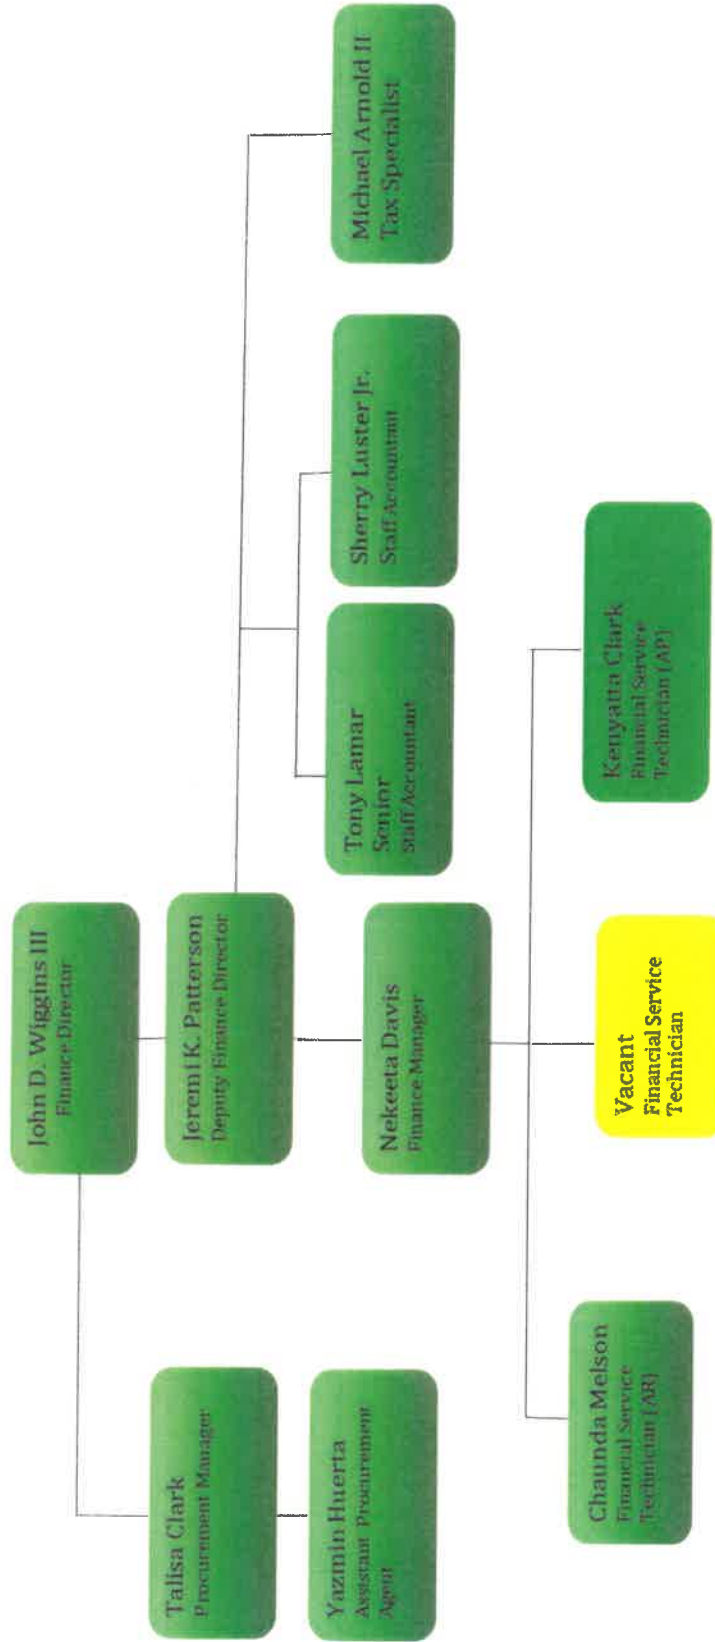 John D. Wiggins III
Finance Director
Talisa Clark
Procurement Manager
Jeremi K. Patterson
Deputy Finance Director
Yazmin Huerta
Assistant Procurement
Agent
Nekeeta Davis
Finance Manager
Tony Lamar
Senior
Staff Accountant
Sherry Luster Jr.
Staff Accountant
Michael Arnold II
Tax Specialist
Chaunda Melson
Financial Service
Technician (AR)
Vacant
Financial Service
Technician
Kenyatta Clark
Financial Service
Technician (AP)